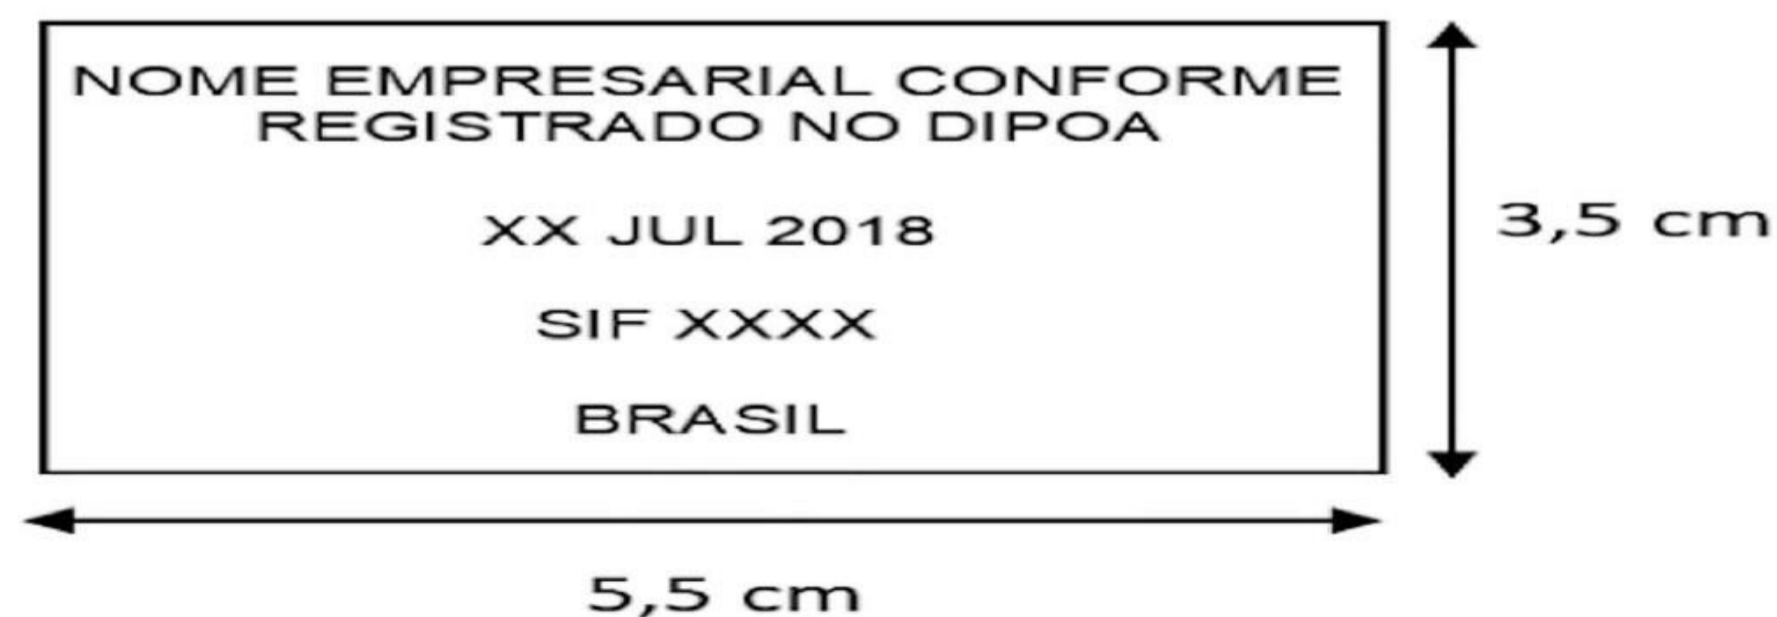 NOME EMPRESARIAL CONFORME
REGISTRADO NO DIPOA
XX JUL 2018
SIF XXXX
BRASIL
3,5 cm
5,5 cm